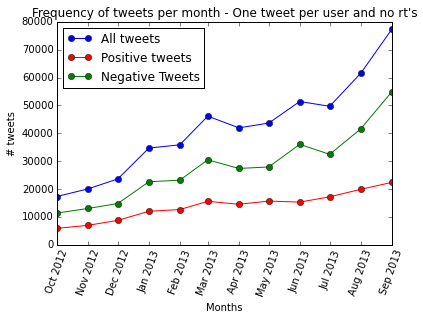 Frequency of tweets per month - One tweet per user and no rt's
80000
70000
60000
50000
40000
30000
20000
10000
0
# tweets
All tweets
Positive tweets
Negative Tweets
Oct 2012
Nov 2012
Dec 2012
Jan 2013
Feb 2013
Mar 2013
Apr 2013
May 2013
Jun 2013
Jul 2013
Aug 2013
Sep 2013
Months